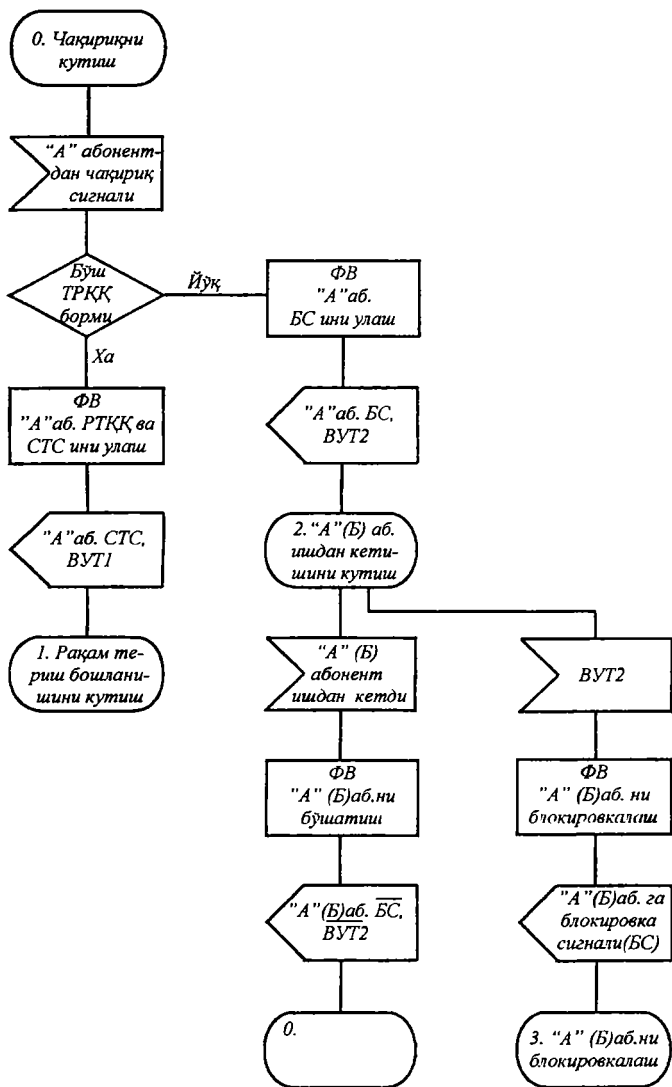 0. Чақириқни
кутиш
"А" абонент-
дан чақириқ
сигнали
Бўш
ТРҚҚ
борми
Йўқ
Ха
ФВ
"А"аб.
БС ини улаш
ФВ
"А"аб. РТҚҚ ва
СТС ини улаш
"А"аб. БС,
ВУТ2
"А"аб. СТС,
ВУТ1
2. "А"(Б) аб.
ишдан кети-
шини кутиш
1. Рақам те-
риш бошлани-
шини кутиш
"А" (Б)
абонент
ишдан кетди
ВУТ2
ФВ
"А" (Б)аб.ни
бўшатиш
ФВ
"А" (Б)аб. ни
блокировкалаш
"А"(Б)аб. Б̅С̅,
В̅У̅Т̅2̅
"А"(Б)аб. га
блокировка
сигнали(БС)
0.
3. "А" (Б)аб.ни
блокировкалаш